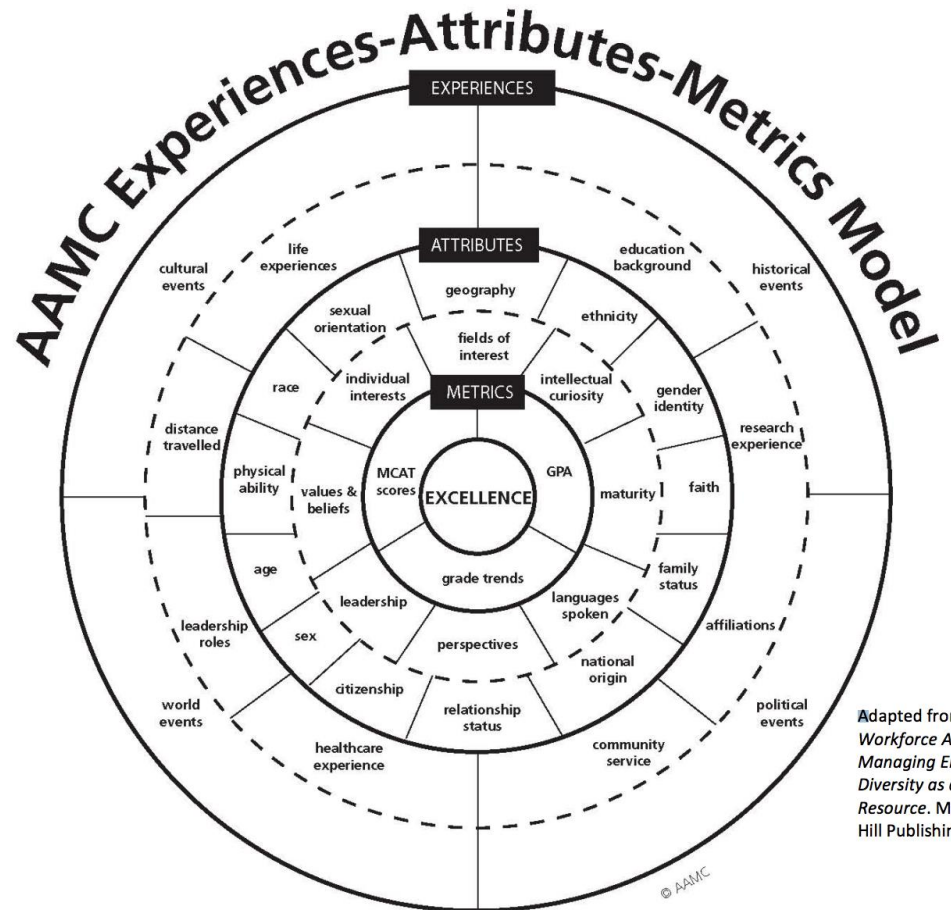 AAMC Experiences-Attributes-Metrics Model
EXPERIENCES
cultural
events
historical
events
world
events
political
events
life
experiences
education
background
distance
travelled
research
experience
leadership
roles
affiliations
healthcare
experience
community
service
ATTRIBUTES
geography
sexual
orientation
ethnicity
race
gender
identity
physical
ability
faith
age
family
status
sex
national
origin
citizenship
relationship
status
fields of
interest
individual
interests
intellectual
curiosity
values &
beliefs
maturity
leadership
languages
spoken
perspectives
METRICS
MCAT
scores
GPA
grade trends
EXCELLENCE
Adapted from
Workforce A
Managing
Diversity as
Resource. M
Hill Publishin
© AAMC